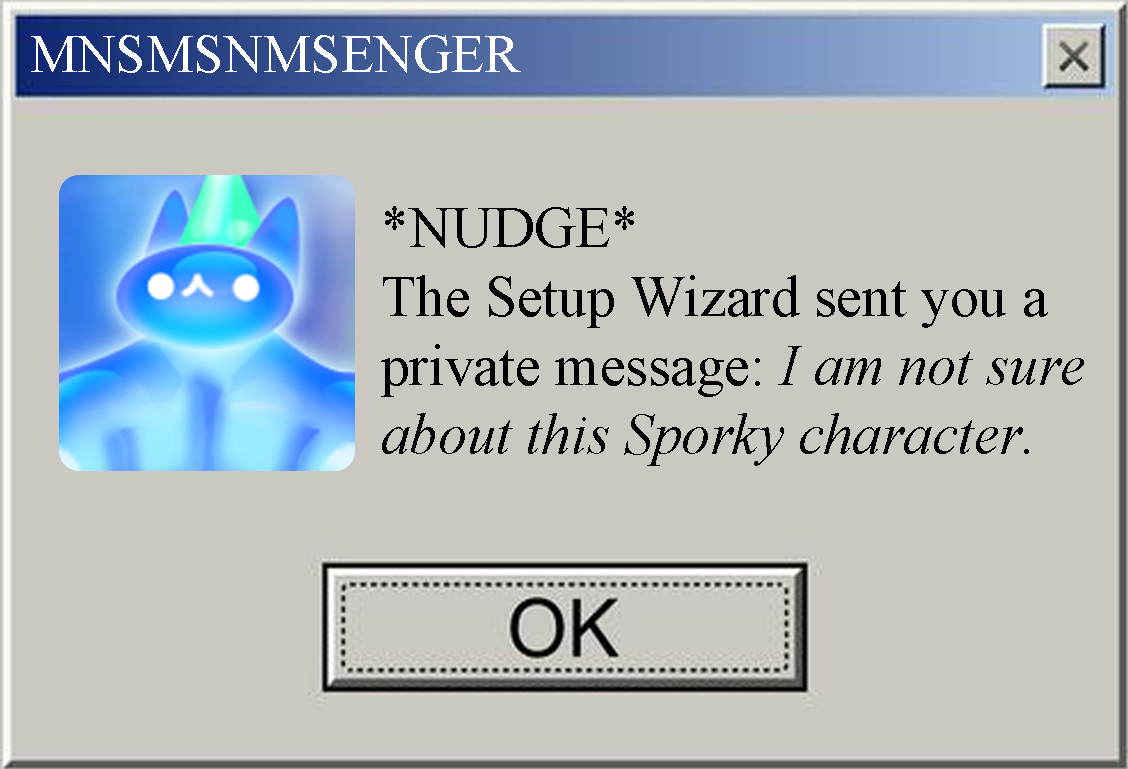 MNSMSNMSENGER
*NUDGE*
The Setup Wizard sent you a
private message: I am not sure
about this Sporky character.
OK